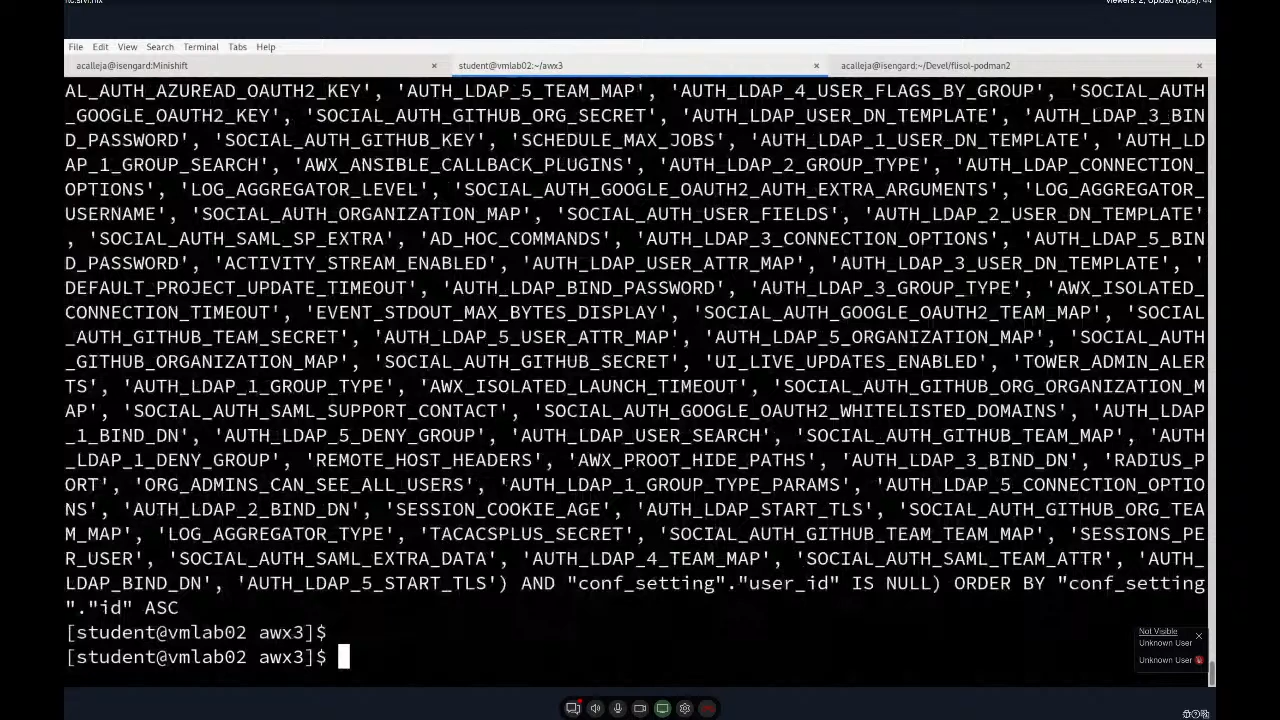 File Edit View Search Terminal Tabs Help
acalleja@isengard:Minishift × student@vmlab02:~/awx3 × acalleja@isengard:~/Devel/flisol-podman2 ×
AL_AUTH_AZUREAD_OAUTH2_KEY', 'AUTH_LDAP_5_TEAM_MAP', 'AUTH_LDAP_4_USER_FLAGS_BY_GROUP', 'SOCIAL_AUTH
_GOOGLE_OAUTH2_KEY', 'SOCIAL_AUTH_GITHUB_ORG_SECRET', 'AUTH_LDAP_USER_DN_TEMPLATE', 'AUTH_LDAP_3_BIN
D_PASSWORD', 'SOCIAL_AUTH_GITHUB_KEY', 'SCHEDULE_MAX_JOBS', 'AUTH_LDAP_1_USER_DN_TEMPLATE', 'AUTH_LD
AP_1_GROUP_SEARCH', 'AWX_ANSIBLE_CALLBACK_PLUGINS', 'AUTH_LDAP_2_GROUP_TYPE', 'AUTH_LDAP_CONNECTION_
OPTIONS', 'LOG_AGGREGATOR_LEVEL', 'SOCIAL_AUTH_GOOGLE_OAUTH2_AUTH_EXTRA_ARGUMENTS', 'LOG_AGGREGATOR_
USERNAME', 'SOCIAL_AUTH_ORGANIZATION_MAP', 'SOCIAL_AUTH_USER_FIELDS', 'AUTH_LDAP_2_USER_DN_TEMPLATE'
, 'SOCIAL_AUTH_SAML_SP_EXTRA', 'AD_HOC_COMMANDS', 'AUTH_LDAP_3_CONNECTION_OPTIONS', 'AUTH_LDAP_5_BIN
D_PASSWORD', 'ACTIVITY_STREAM_ENABLED', 'AUTH_LDAP_USER_ATTR_MAP', 'AUTH_LDAP_3_USER_DN_TEMPLATE', '
DEFAULT_PROJECT_UPDATE_TIMEOUT', 'AUTH_LDAP_BIND_PASSWORD', 'AUTH_LDAP_3_GROUP_TYPE', 'AWX_ISOLATED_
CONNECTION_TIMEOUT', 'EVENT_STDOUT_MAX_BYTES_DISPLAY', 'SOCIAL_AUTH_GOOGLE_OAUTH2_TEAM_MAP', 'SOCIAL
_AUTH_GITHUB_TEAM_SECRET', 'AUTH_LDAP_5_USER_ATTR_MAP', 'AUTH_LDAP_5_ORGANIZATION_MAP', 'SOCIAL_AUTH
_GITHUB_ORGANIZATION_MAP', 'SOCIAL_AUTH_GITHUB_SECRET', 'UI_LIVE_UPDATES_ENABLED', 'TOWER_ADMIN_ALER
TS', 'AUTH_LDAP_1_GROUP_TYPE', 'AWX_ISOLATED_LAUNCH_TIMEOUT', 'SOCIAL_AUTH_GITHUB_ORG_ORGANIZATION_M
AP', 'SOCIAL_AUTH_SAML_SUPPORT_CONTACT', 'SOCIAL_AUTH_GOOGLE_OAUTH2_WHITELISTED_DOMAINS', 'AUTH_LDAP
_1_BIND_DN', 'AUTH_LDAP_5_DENY_GROUP', 'AUTH_LDAP_USER_SEARCH', 'SOCIAL_AUTH_GITHUB_TEAM_MAP', 'AUTH
_LDAP_1_DENY_GROUP', 'REMOTE_HOST_HEADERS', 'AWX_PROOT_HIDE_PATHS', 'AUTH_LDAP_3_BIND_DN', 'RADIUS_P
ORT', 'ORG_ADMINS_CAN_SEE_ALL_USERS', 'AUTH_LDAP_1_GROUP_TYPE_PARAMS', 'AUTH_LDAP_5_CONNECTION_OPTIO
NS', 'AUTH_LDAP_2_BIND_DN', 'SESSION_COOKIE_AGE', 'AUTH_LDAP_START_TLS', 'SOCIAL_AUTH_GITHUB_ORG_TEA
M_MAP', 'LOG_AGGREGATOR_TYPE', 'TACACSPLUS_SECRET', 'SOCIAL_AUTH_GITHUB_TEAM_TEAM_MAP', 'SESSIONS_PE
R_USER', 'SOCIAL_AUTH_SAML_EXTRA_DATA', 'AUTH_LDAP_4_TEAM_MAP', 'SOCIAL_AUTH_SAML_TEAM_ATTR', 'AUTH_
LDAP_BIND_DN', 'AUTH_LDAP_5_START_TLS') AND "conf_setting"."user_id" IS NULL) ORDER BY "conf_setting
"."id" ASC
[student@vmlab02 awx3]$
[student@vmlab02 awx3]$
Not Visible
Unknown User
Unknown User